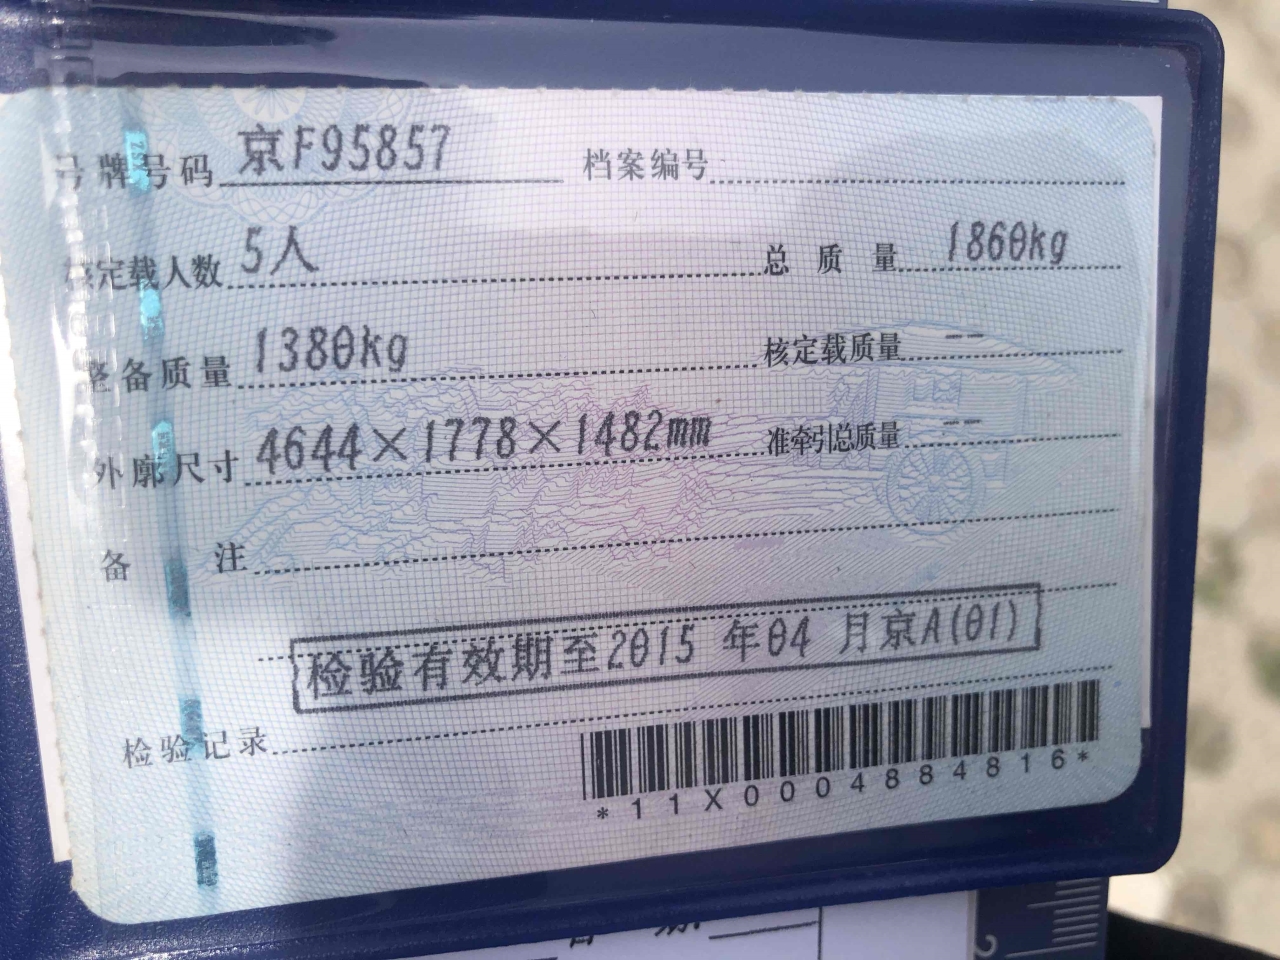 号牌号码 京F95857 档案编号
核定载人数 5人 总质量 1860kg
整备质量 1380kg 核定载质量 --
外廓尺寸 4644×1778×1482mm 准牵引总质量 --
备注
检验有效期至2015年04月京A(01)
检验记录
*11X0004884816*